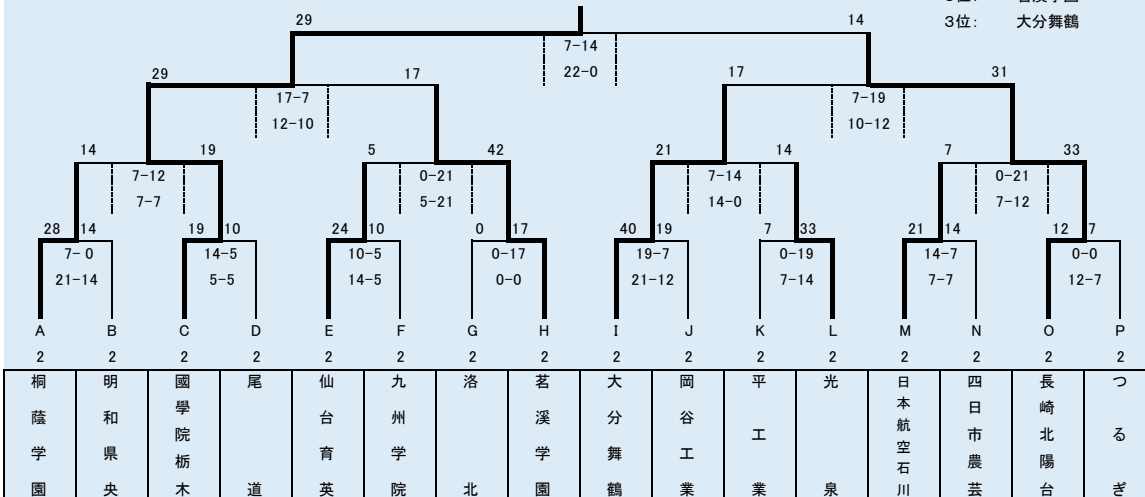 3位: 大分舞鶴
29 14
7-14
22-0
29 17 17 31
17-7 7-19
12-10 10-12
14 19 5 42 21 14 7 33
7-12 0-21 7-14 0-21
7-7 5-21 14-0 7-12
28 14 19 10 24 10 0 17 40 19 7 33 21 14 12 7
7- 0 14-5 10-5 0-17 19-7 0-19 14-7 0-0
21-14 5-5 14-5 0-0 21-12 7-14 7-7 12-7
A B C D E F G H I J K L M N O P
2 2 2 2 2 2 2 2 2 2 2 2 2 2 2 2
桐蔭学園
明和県央
國學院栃木
尾道
仙台育英
九州学院
洛北
茗溪学園
大分舞鶴
岡谷工業
平工業
光泉
日本航空石川
四日市農芸
長崎北陽台
つるぎ